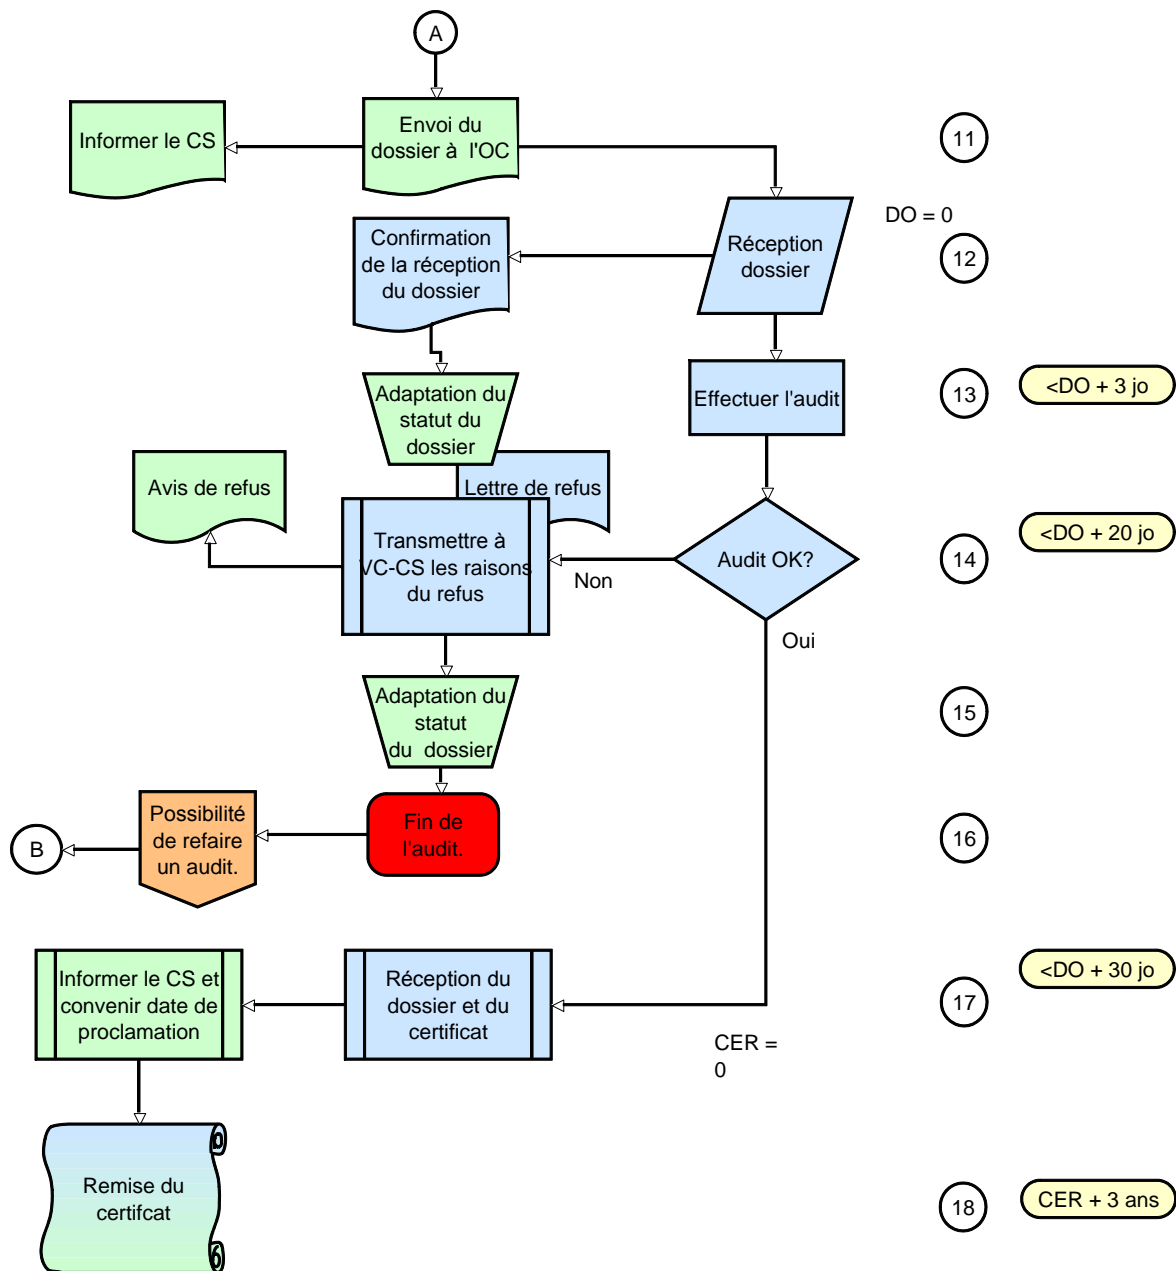 A
Informer le CS
Envoi du
dossier à l'OC
11
DO = 0
Confirmation
de la réception
du dossier
Réception
dossier
12
Adaptation du
statut du
dossier
Effectuer l'audit
13
<DO + 3 jo
Avis de refus
Lettre de refus
<DO + 20 jo
Transmettre à
VC-CS les raisons
du refus
Non
Audit OK?
14
Oui
Adaptation du
statut
du dossier
15
Possibilité
de refaire
un audit.
B
Fin de
l'audit.
16
<DO + 30 jo
Informer le CS et
convenir date de
proclamation
Réception du
dossier et du
certificat
17
CER =
0
Remise du
certifcat
18
CER + 3 ans